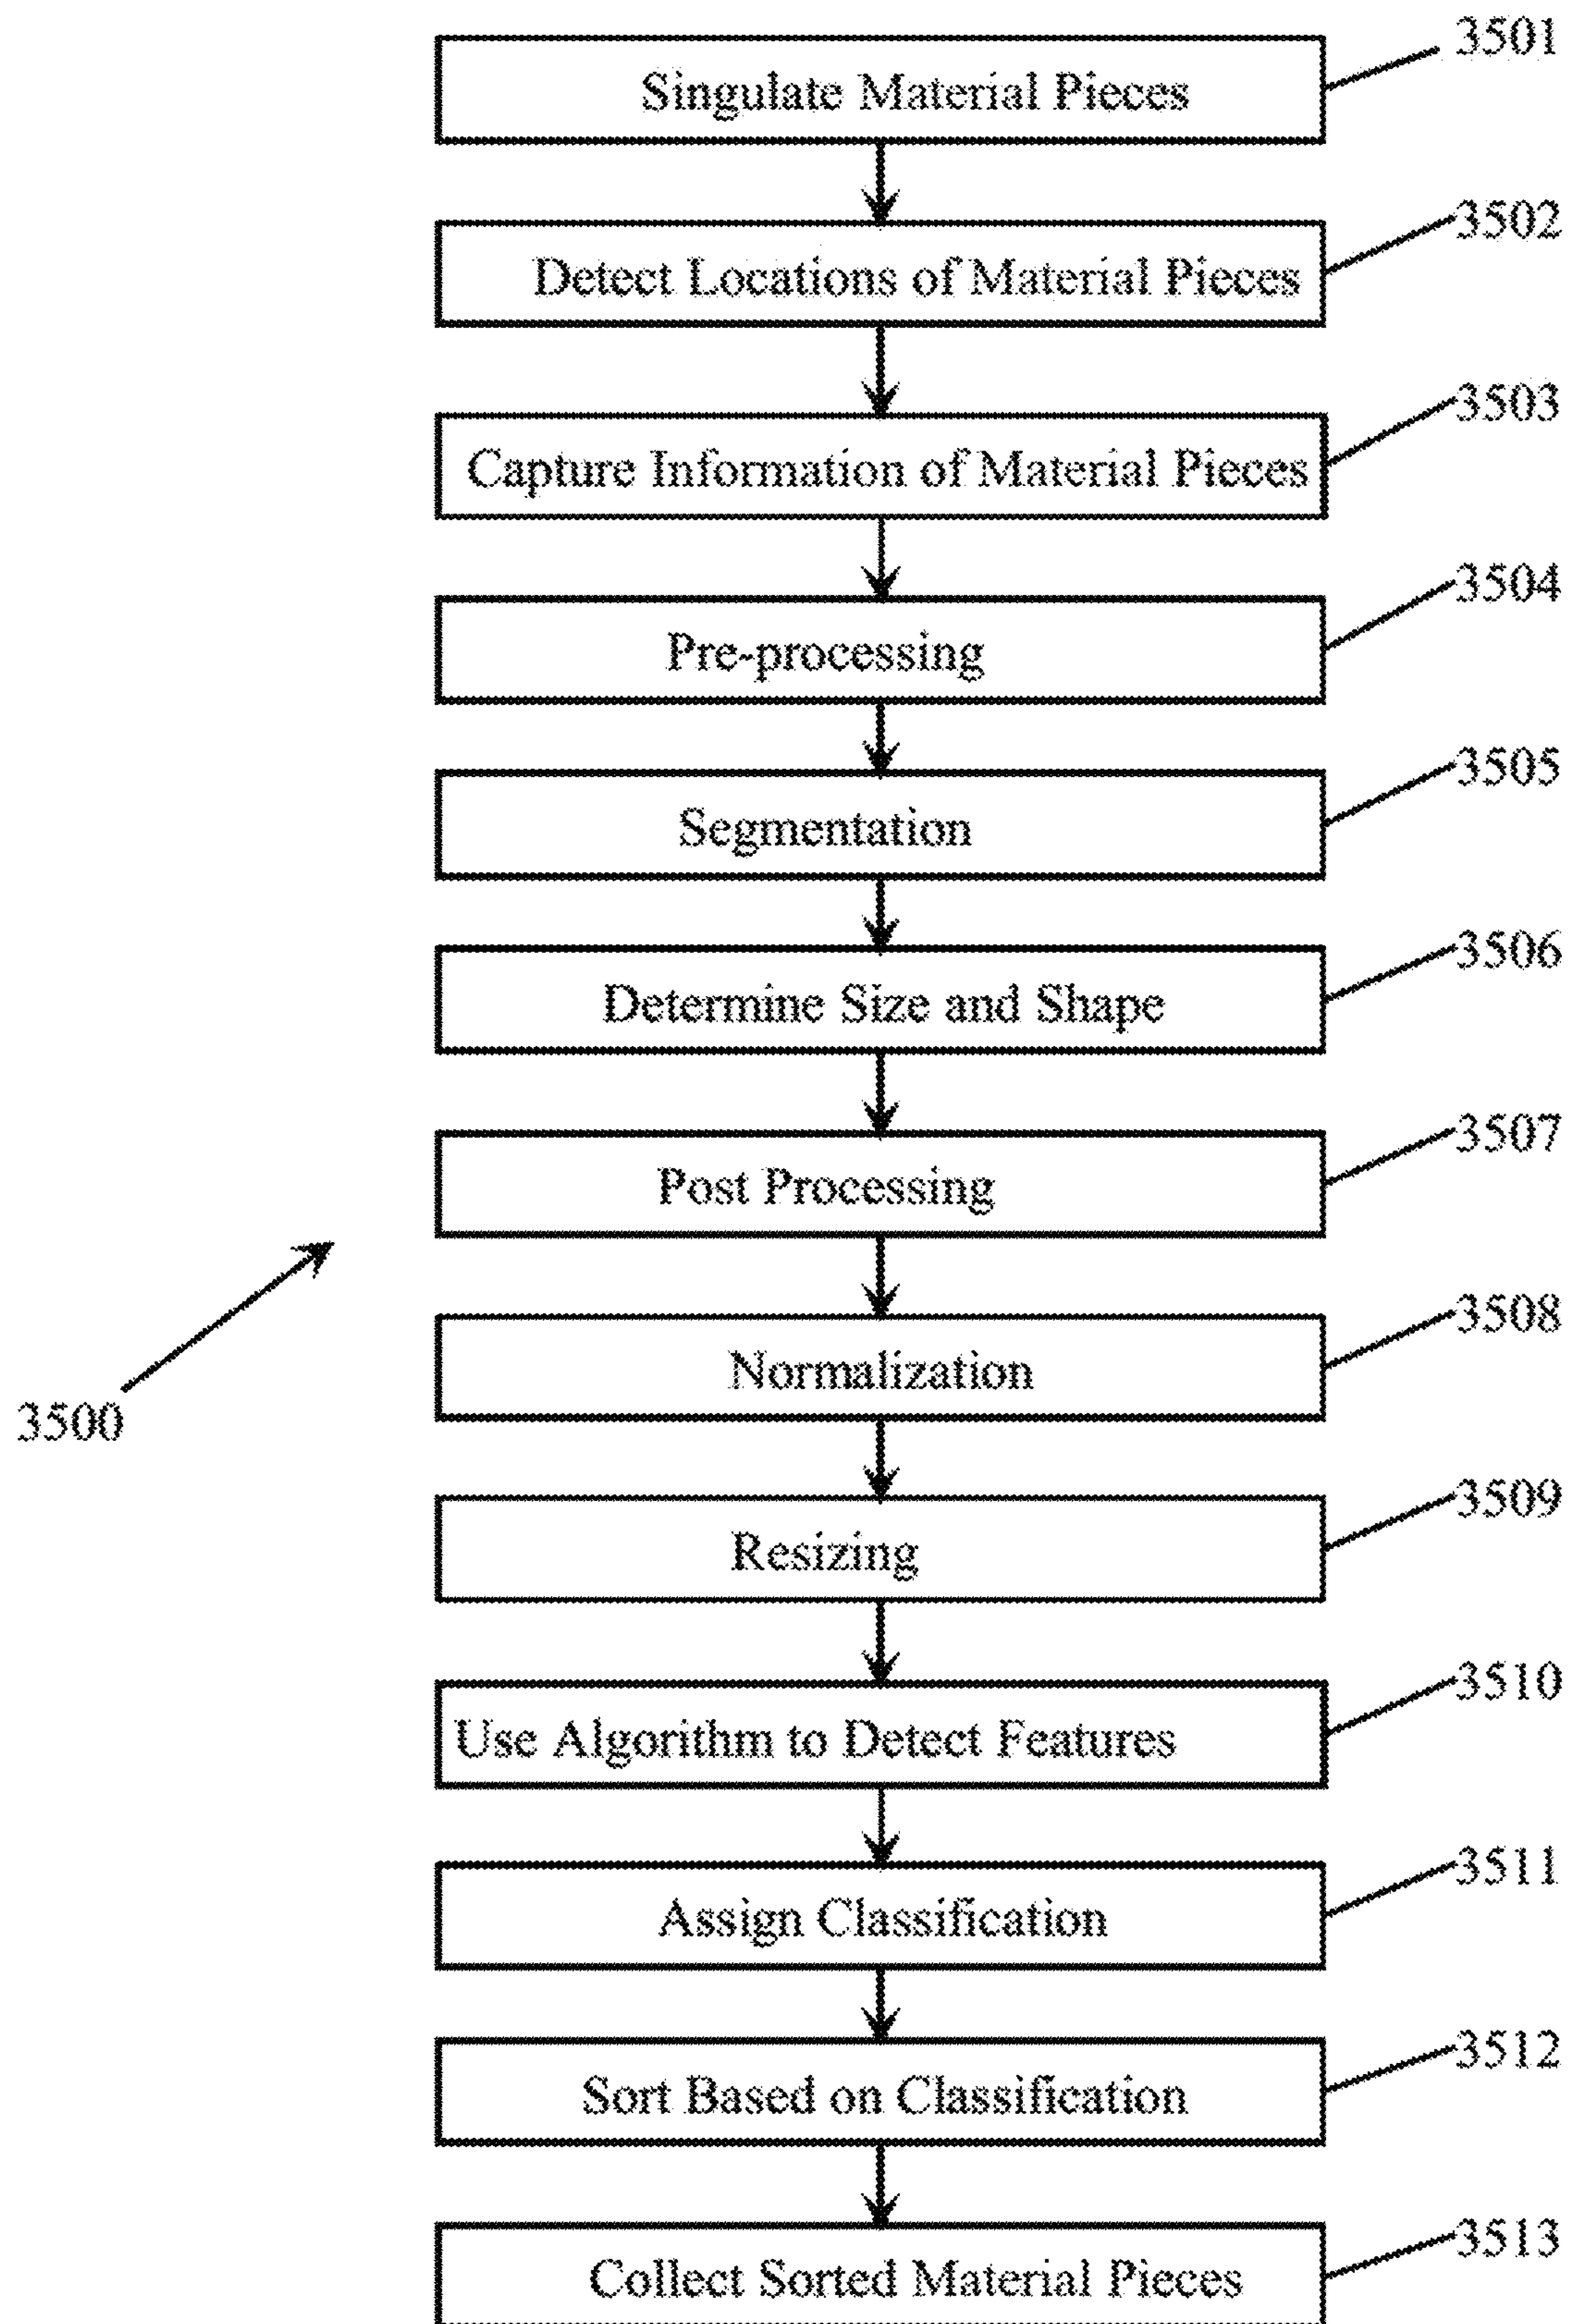 3501
Singulate Material Pieces
3502
Detect Locations of Material Pieces
3503
Capture Information of Material Pieces
3504
Pre-processing
3505
Segmentation
3506
Determine Size and Shape
3507
Post Processing
3508
Normalization
3500
3509
Resizing
3510
Use Algorithm to Detect Features
3511
Assign Classification
3512
Sort Based on Classification
3513
Collect Sorted Material Pieces